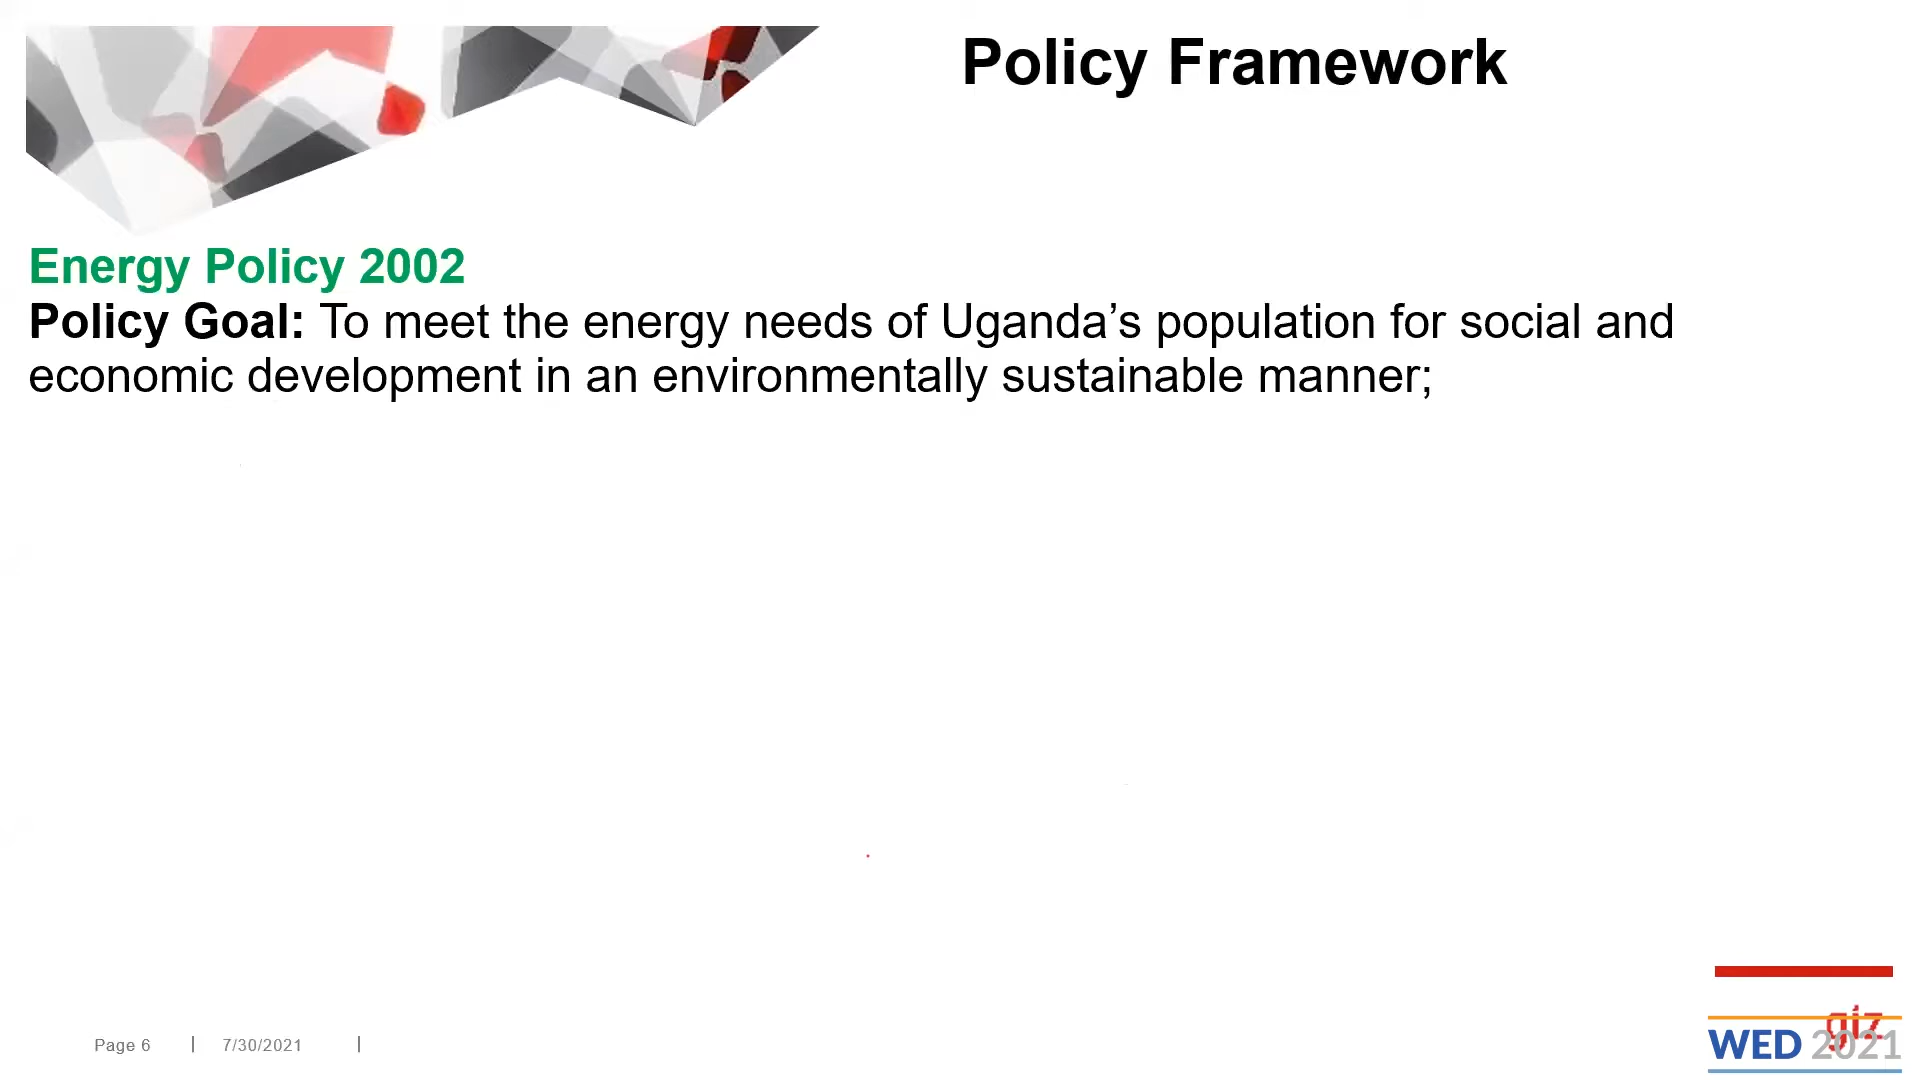 Policy Framework
Energy Policy 2002
Policy Goal: To meet the energy needs of Uganda’s population for social and
economic development in an environmentally sustainable manner;
Page 6 | 7/30/2021 |
giz
WED 2021